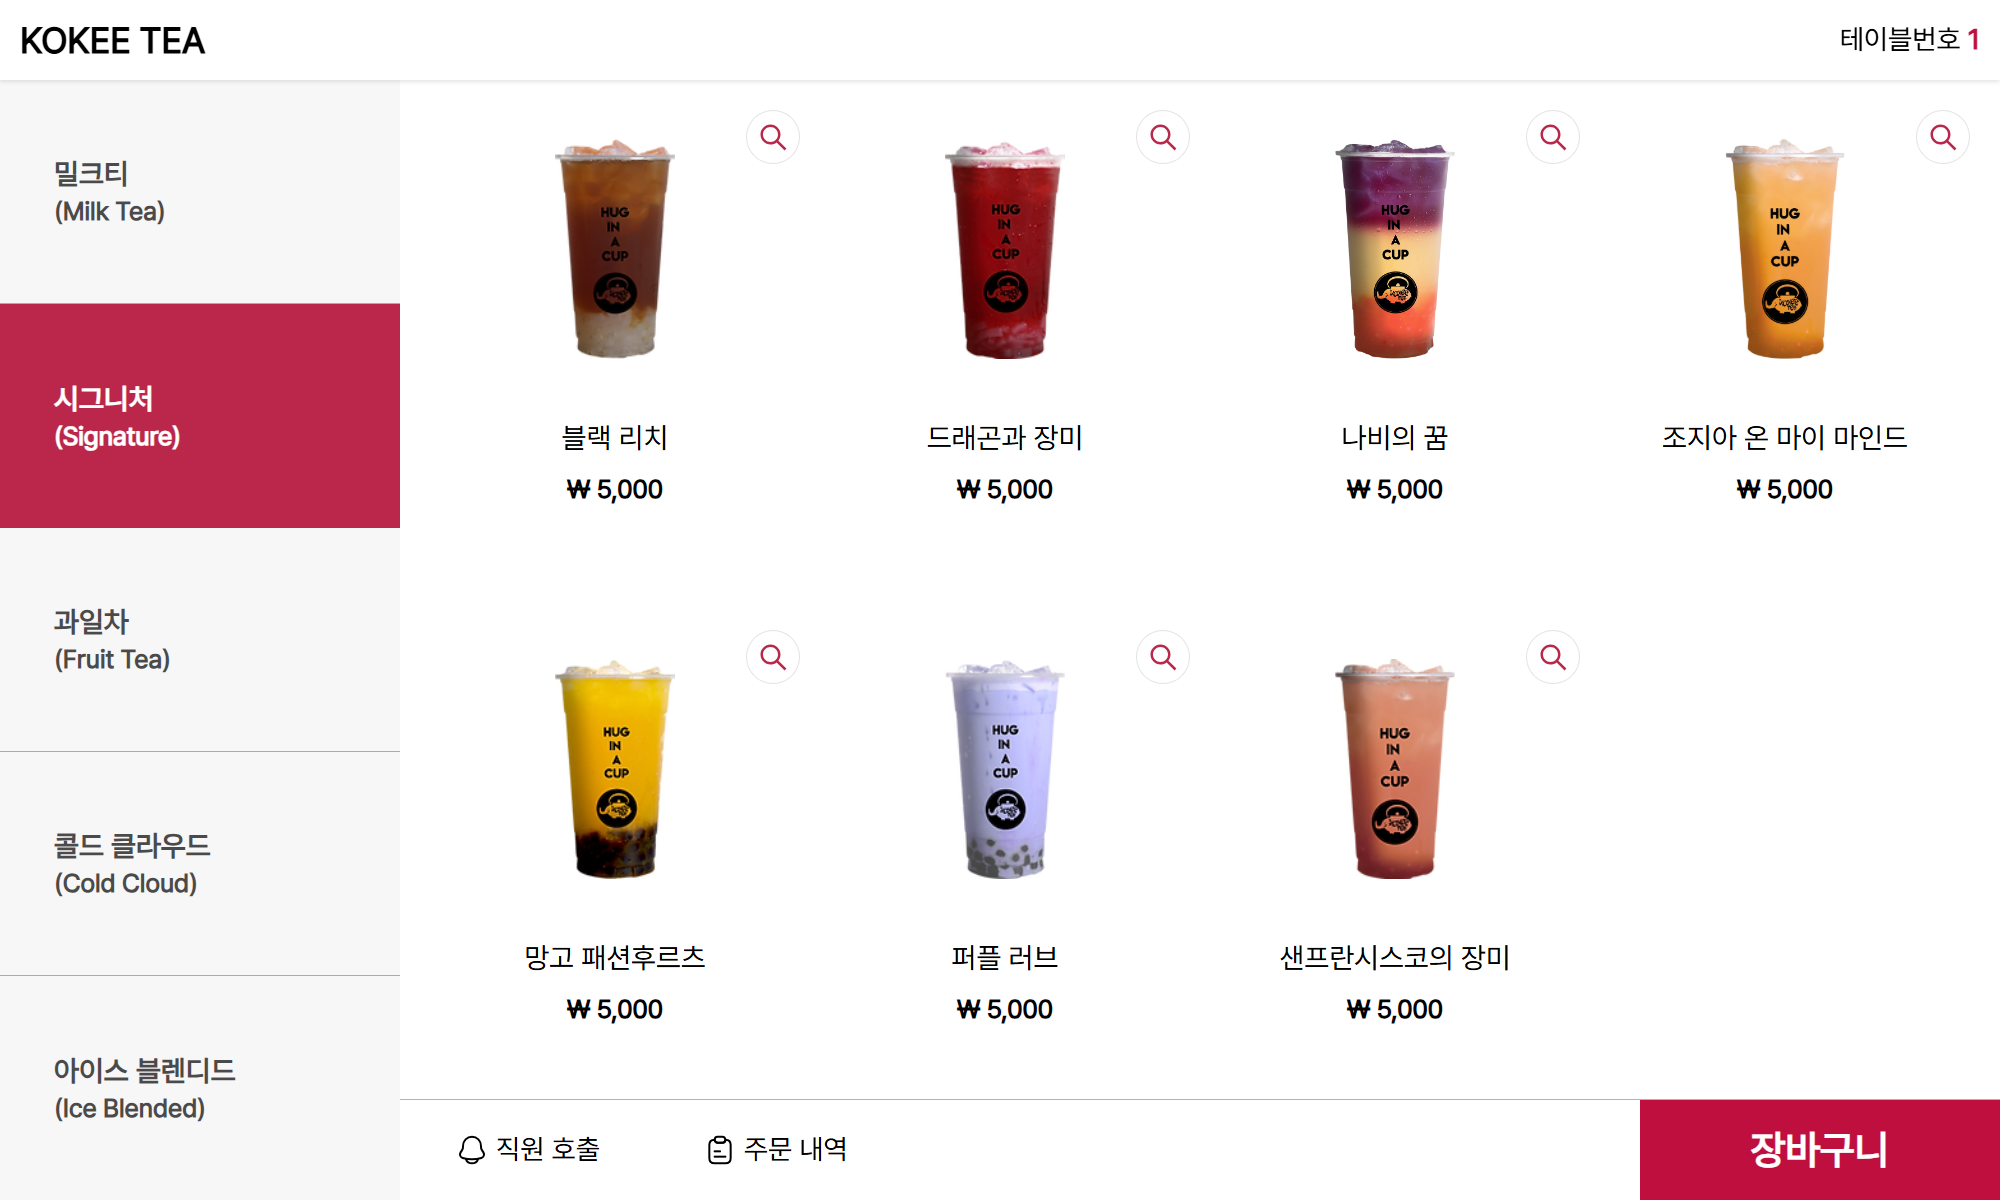 KOKEE TEA
테이블번호 1
밀크티
(Milk Tea)
시그니처
(Signature)
과일차
(Fruit Tea)
콜드 클라우드
(Cold Cloud)
아이스 블렌디드
(Ice Blended)
HUG
IN
A
CUP
블랙 리치
₩ 5,000
HUG
IN
A
CUP
드래곤과 장미
₩ 5,000
HUG
IN
A
CUP
나비의 꿈
₩ 5,000
HUG
IN
A
CUP
조지아 온 마이 마인드
₩ 5,000
HUG
IN
A
CUP
망고 패션후르츠
₩ 5,000
HUG
IN
A
CUP
퍼플 러브
₩ 5,000
HUG
IN
A
CUP
샌프란시스코의 장미
₩ 5,000
직원 호출
주문 내역
장바구니